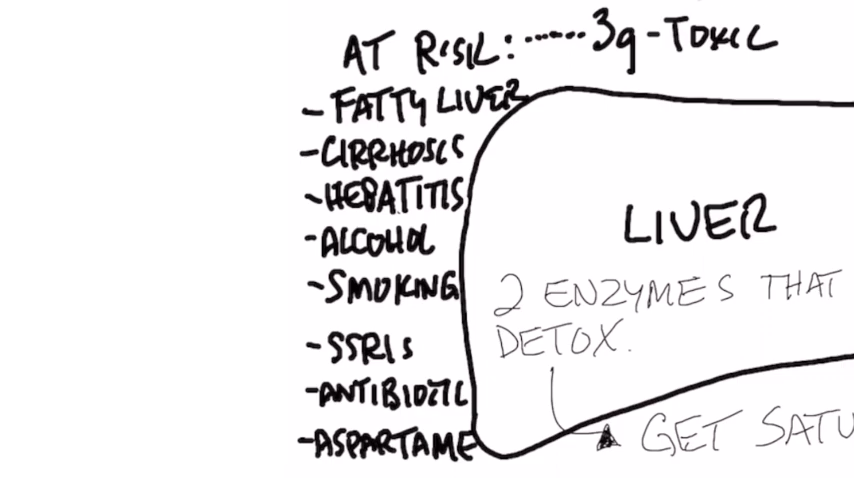 AT RISK: ...... 3g - TOXIC
- FATTY LIVER
- CIRRHOSIS
- HEPATITIS
- ALCOHOL
- SMOKING
- SSRIs
- ANTIBIOTIC
- ASPARTAME
LIVER
2 ENZYMES THAT
DETOX.
GET SATU